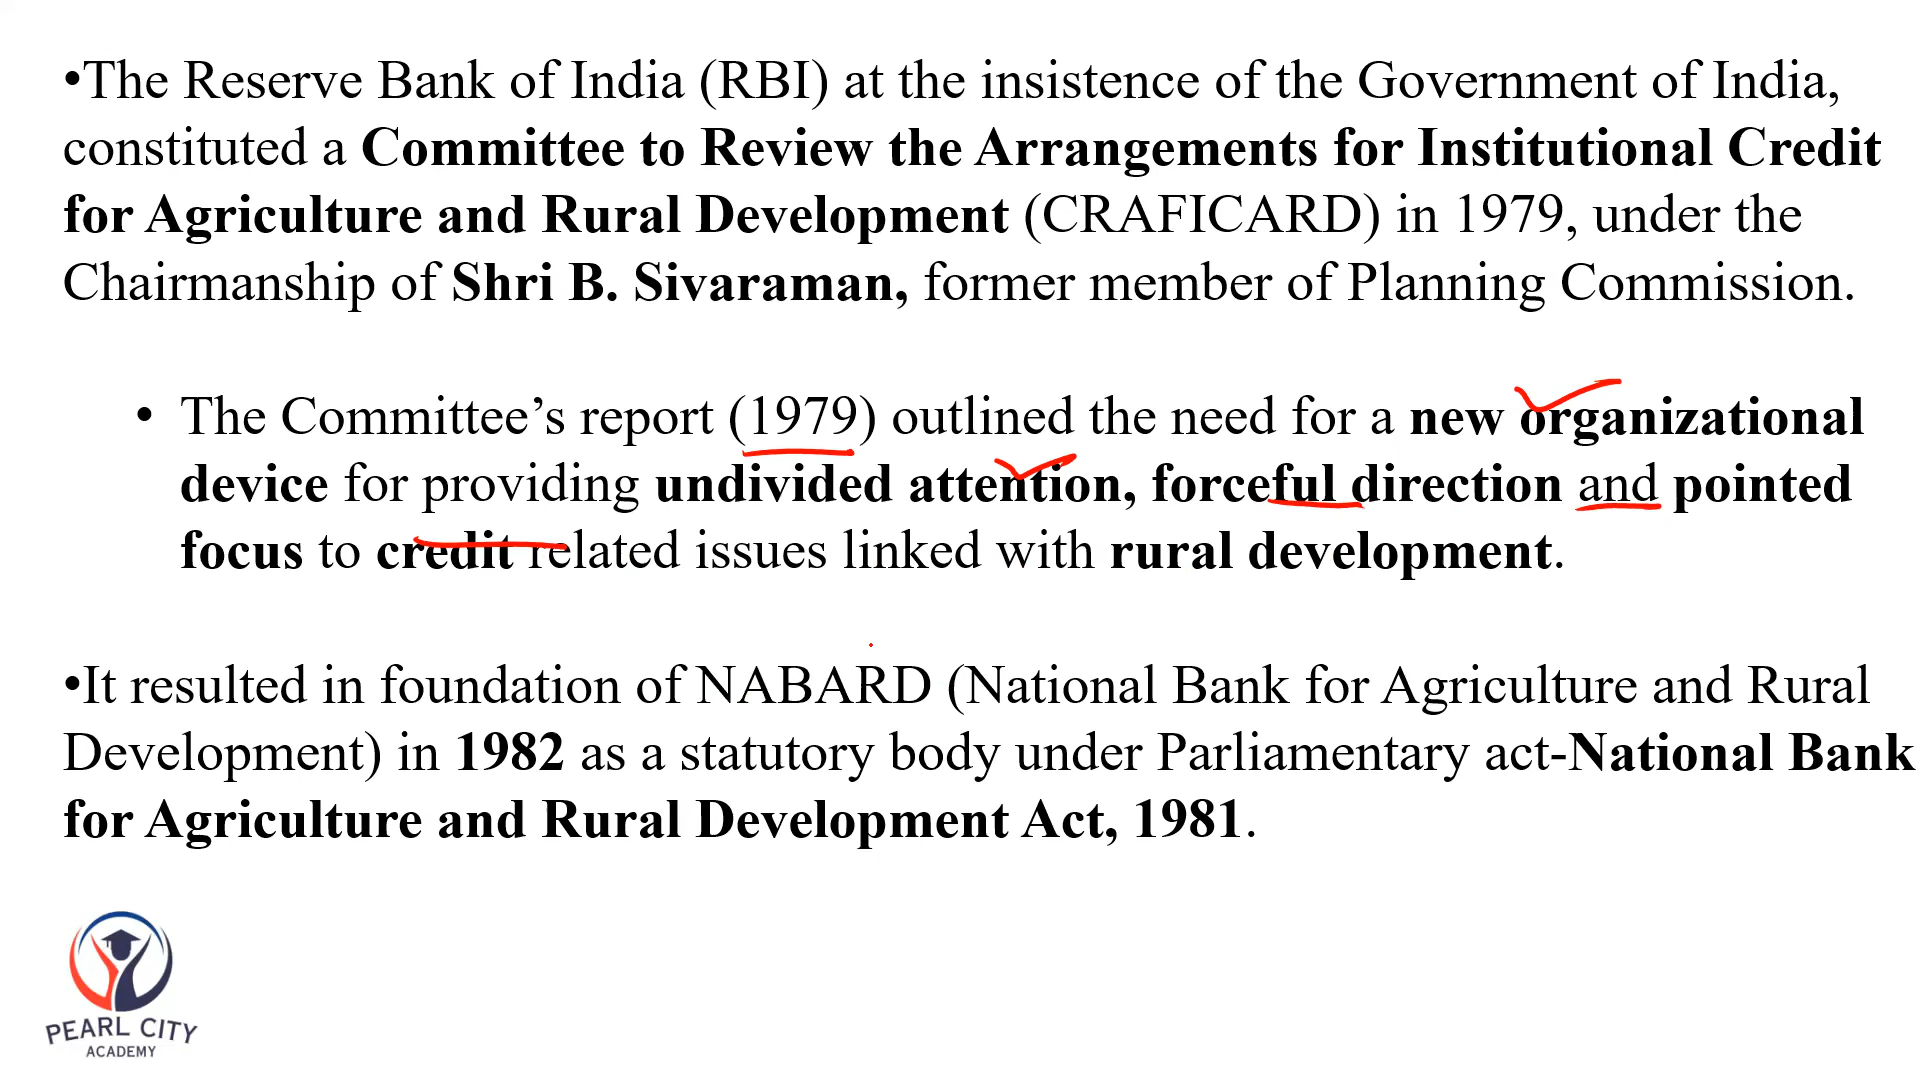 •The Reserve Bank of India (RBI) at the insistence of the Government of India,
constituted a Committee to Review the Arrangements for Institutional Credit
for Agriculture and Rural Development (CRAFICARD) in 1979, under the
Chairmanship of Shri B. Sivaraman, former member of Planning Commission.
• The Committee’s report (1979) outlined the need for a new organizational
device for providing undivided attention, forceful direction and pointed
focus to credit related issues linked with rural development.
•It resulted in foundation of NABARD (National Bank for Agriculture and Rural
Development) in 1982 as a statutory body under Parliamentary act-National Bank
for Agriculture and Rural Development Act, 1981.
PEARL CITY
ACADEMY